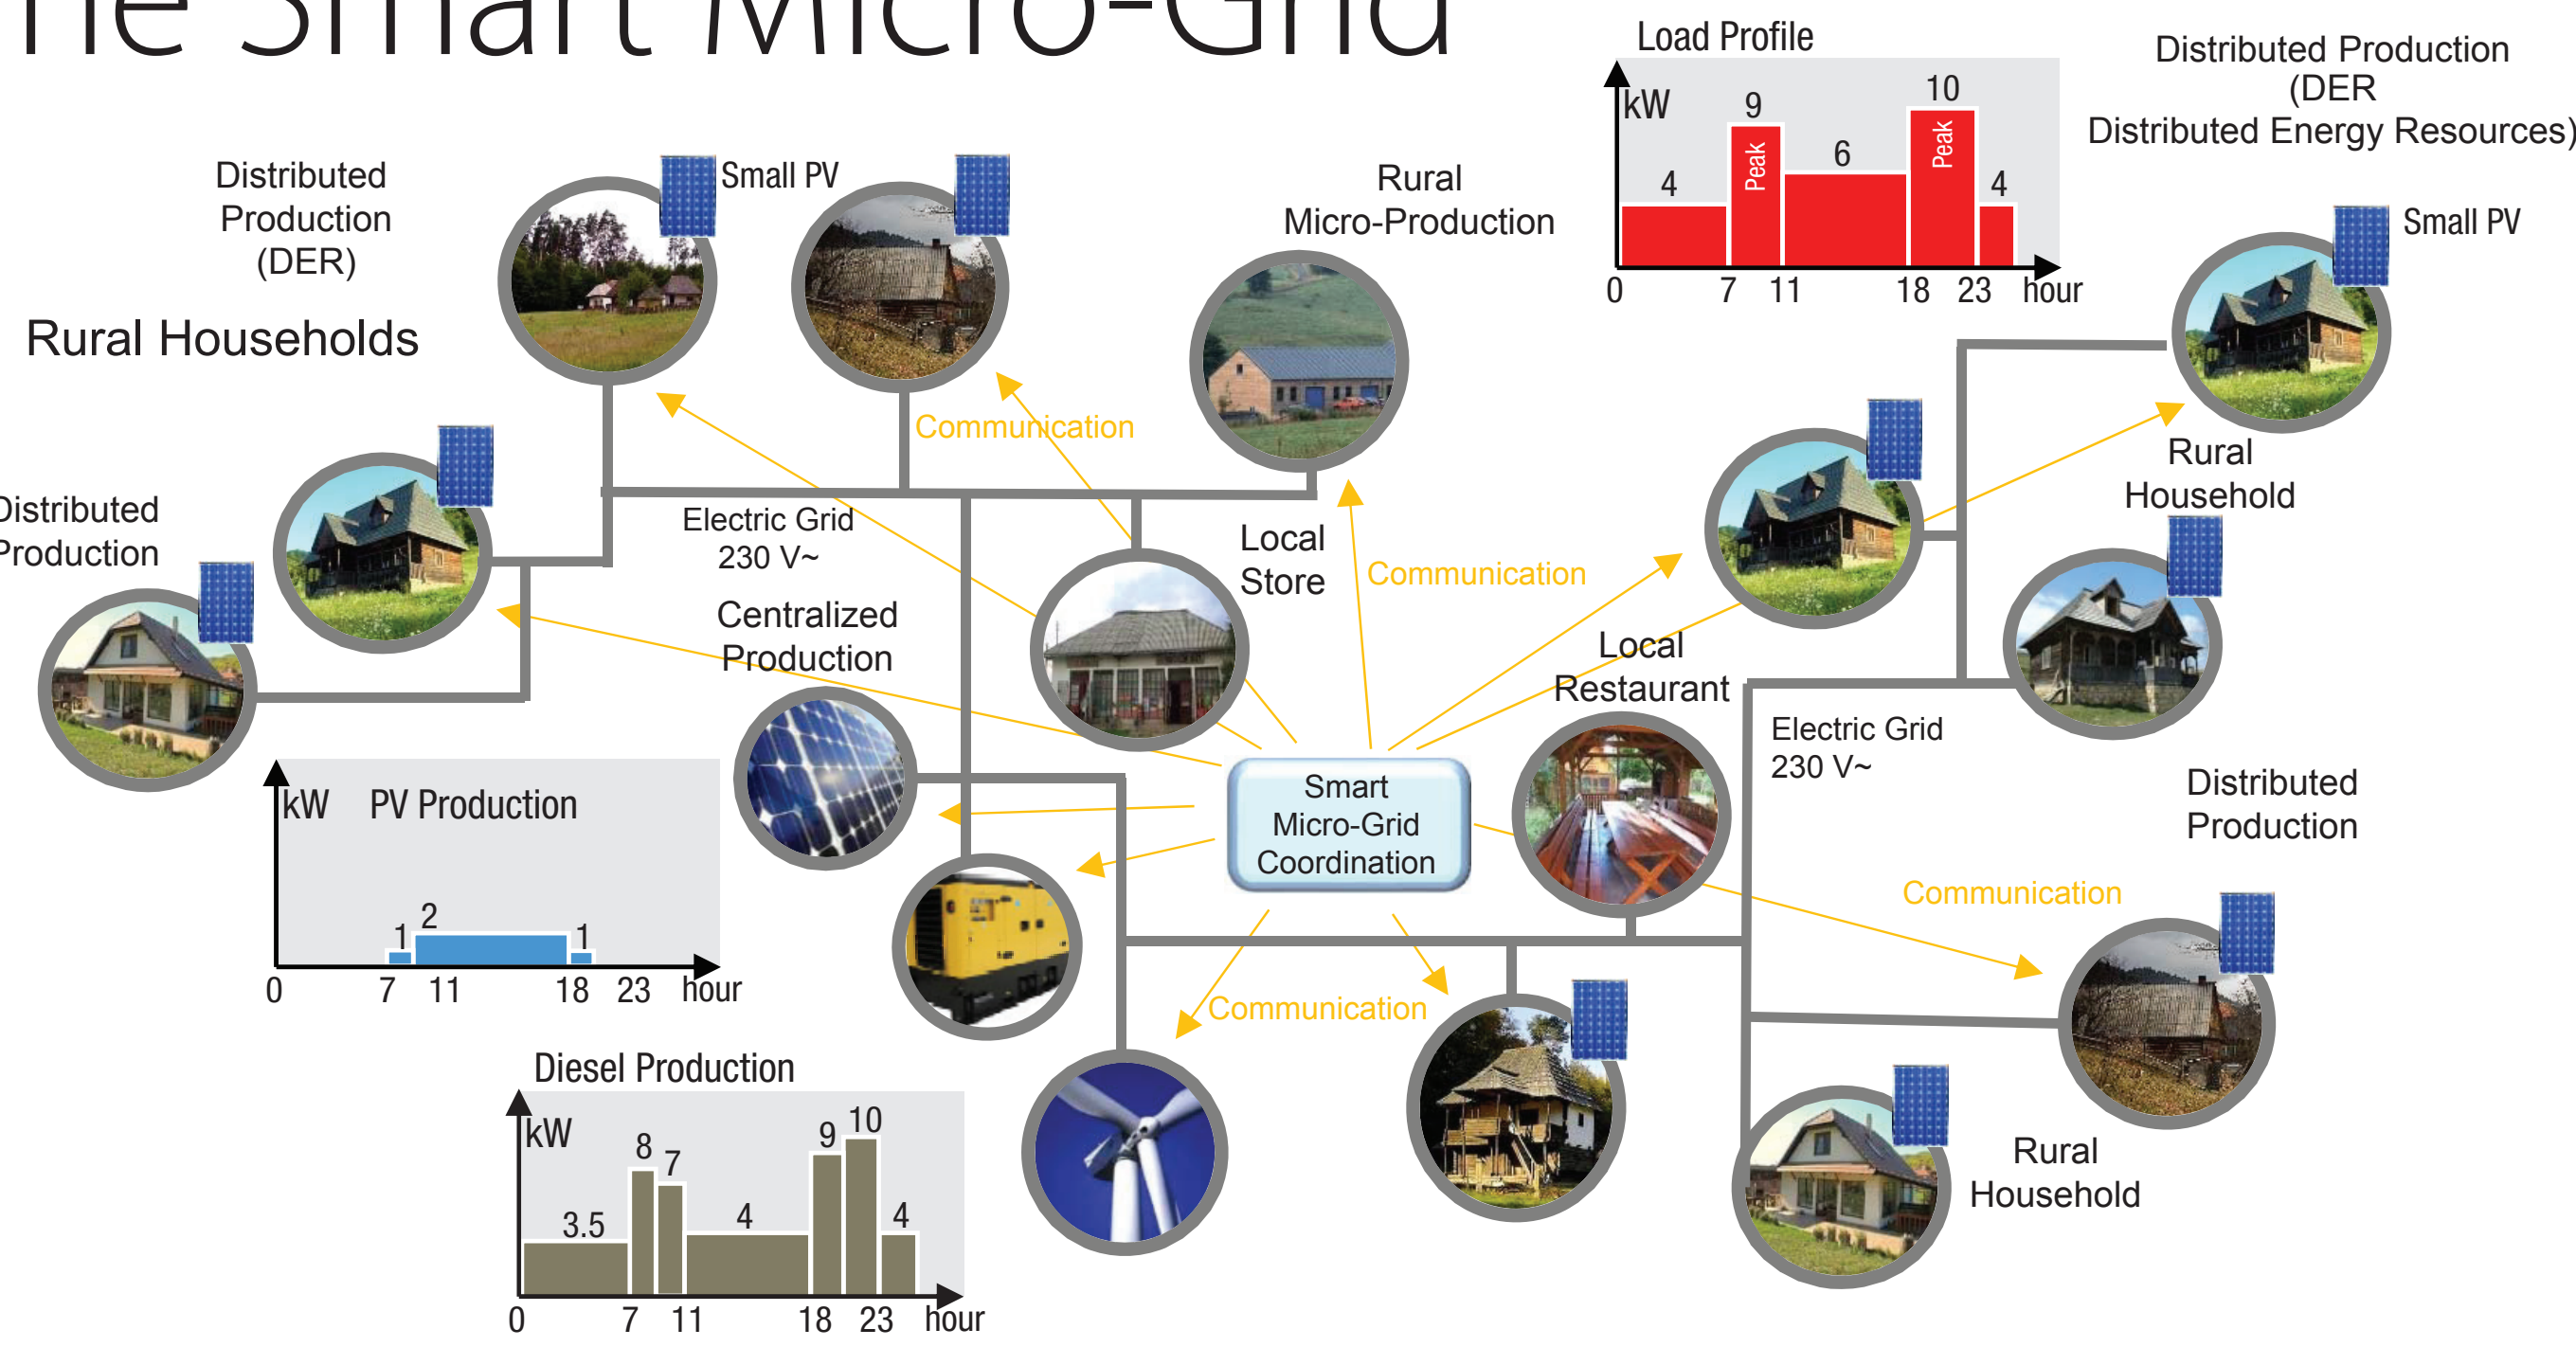 The Smart Micro-Grid
Load Profile
kW
4
9
Peak
6
10
Peak
4
0
7
11
18
23
hour
Distributed Production
(DER
Distributed Energy Resources)
Small PV
Distributed
Production
(DER)
Small PV
Rural
Micro-Production
Rural Households
Communication
Rural
Household
Distributed
Production
Electric Grid
230 V~
Local
Store
Communication
Centralized
Production
Local
Restaurant
Electric Grid
230 V~
Smart
Micro-Grid
Coordination
Distributed
Production
kW
PV Production
1
2
1
0
7
11
18
23
hour
Communication
Communication
Diesel Production
kW
3.5
8
7
4
9
10
4
0
7
11
18
23
hour
Rural
Household